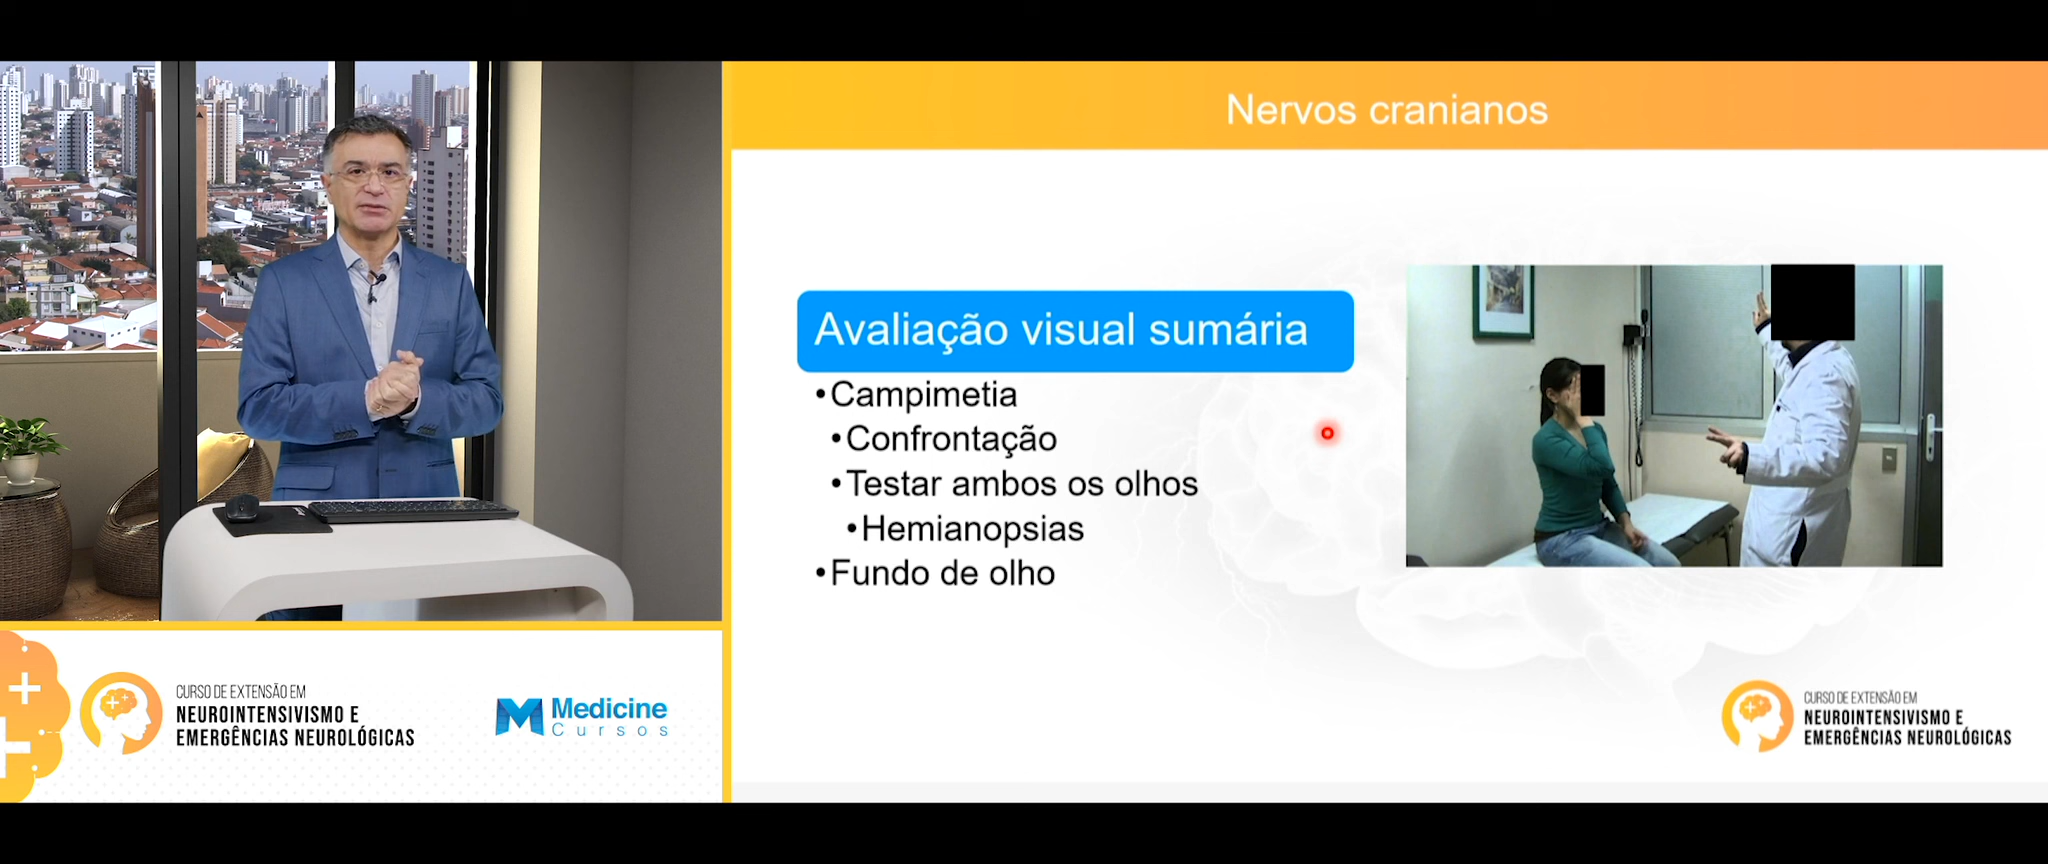 Nervos cranianos
Avaliação visual sumária
•Campimetia
•Confrontação
•Testar ambos os olhos
•Hemianopsias
•Fundo de olho
CURSO DE EXTENSÃO EM
NEUROINTENSIVISMO E
EMERGÊNCIAS NEUROLÓGICAS
Medicine
Cursos
CURSO DE EXTENSÃO EM
NEUROINTENSIVISMO E
EMERGÊNCIAS NEUROLÓGICAS